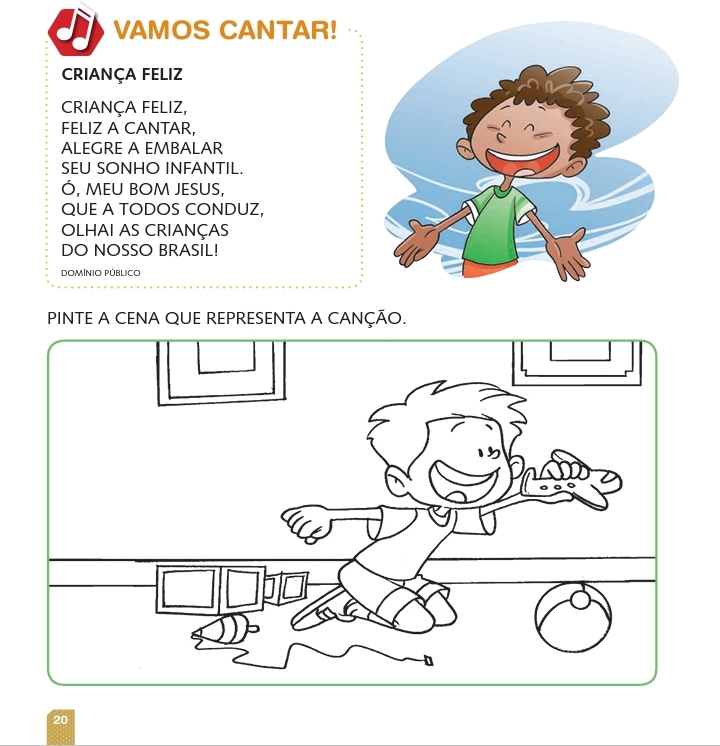 VAMOS CANTAR!
CRIANÇA FELIZ
CRIANÇA FELIZ,
FELIZ A CANTAR,
ALEGRE A EMBALAR
SEU SONHO INFANTIL.
Ó, MEU BOM JESUS,
QUE A TODOS CONDUZ,
OLHAI AS CRIANÇAS
DO NOSSO BRASIL!
DOMÍNIO PÚBLICO
PINTE A CENA QUE REPRESENTA A CANÇÃO.
20